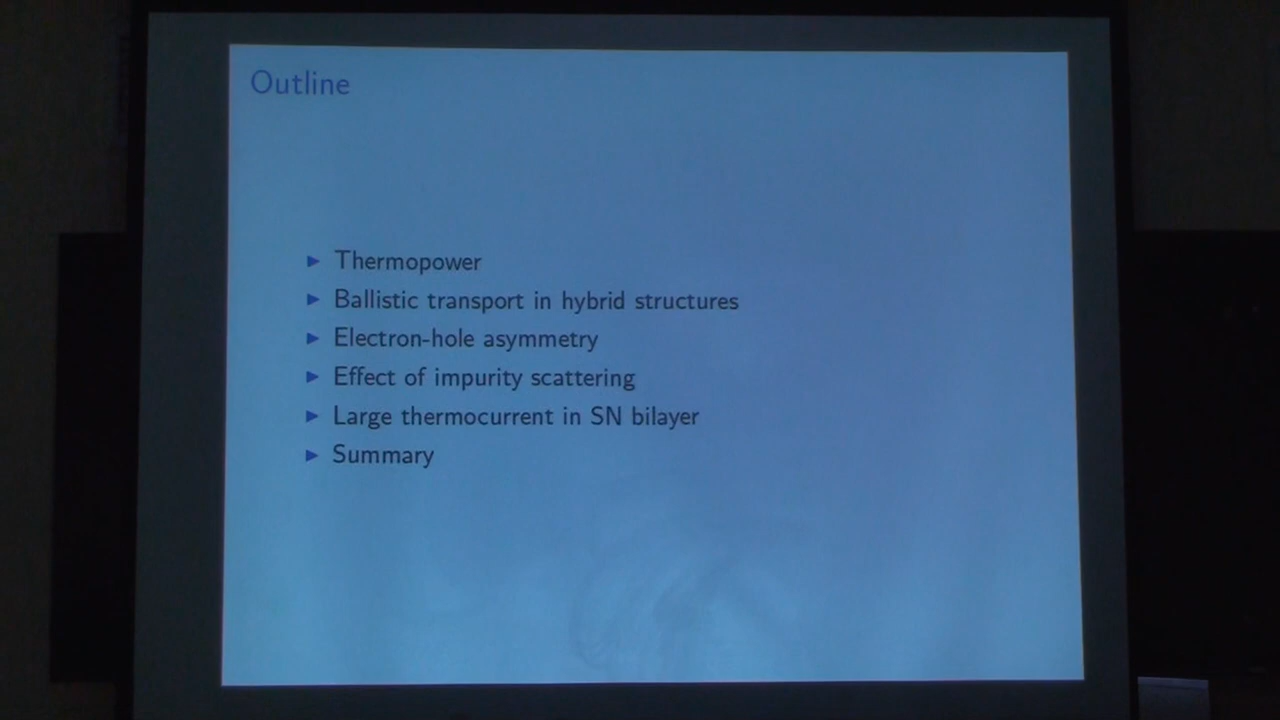 Outline
▶ Thermopower
▶ Ballistic transport in hybrid structures
▶ Electron-hole asymmetry
▶ Effect of impurity scattering
▶ Large thermocurrent in SN bilayer
▶ Summary